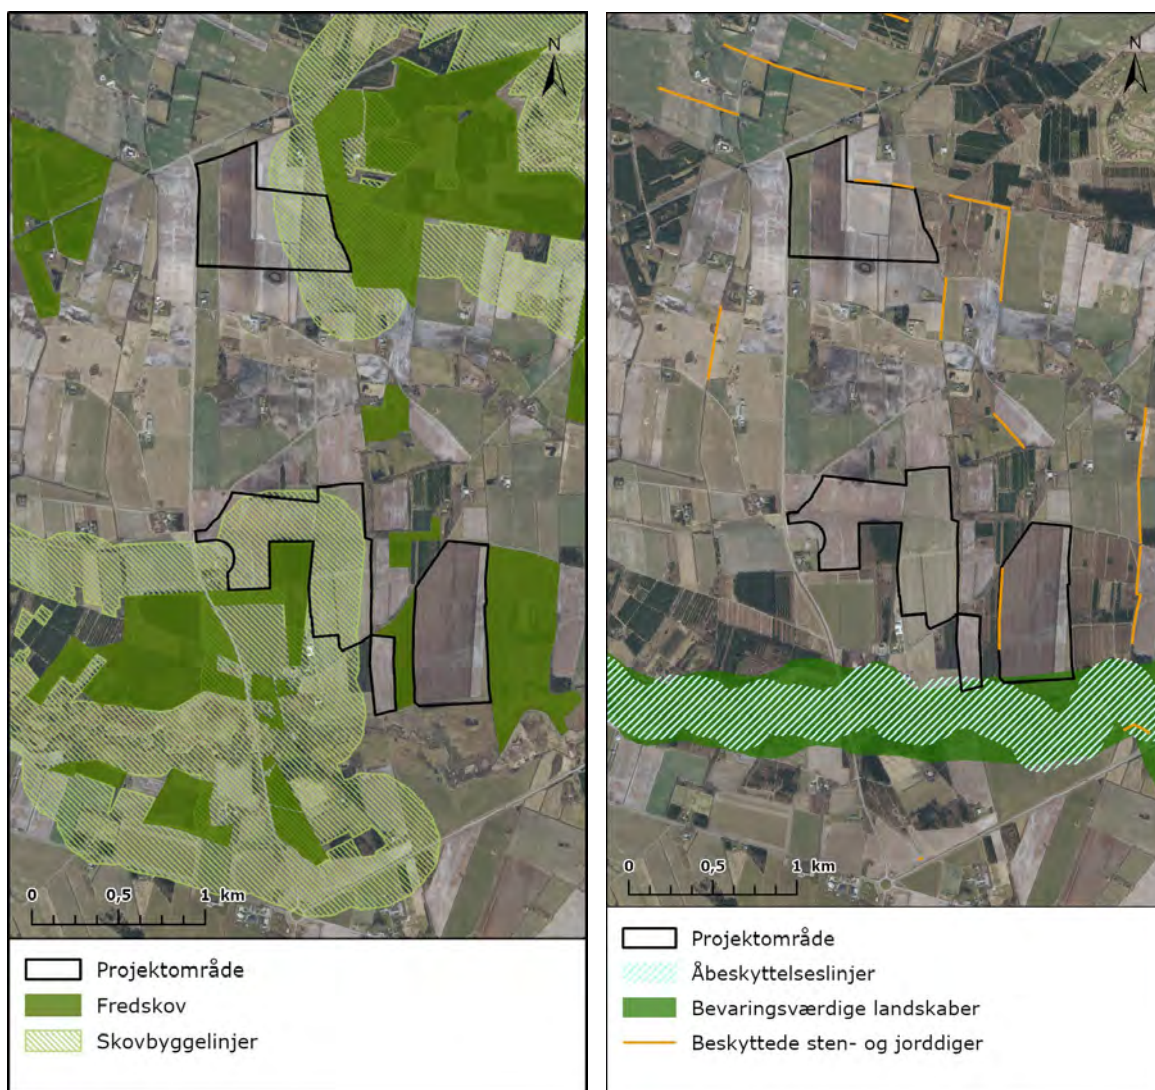 N
0 0,5 1 km
Projektområde
Fredskov
Skovbyggelinjer
N
0 0,5 1 km
Projektområde
Åbeskyttelseslinjer
Bevaringsværdige landskaber
Beskyttede sten- og jorddiger